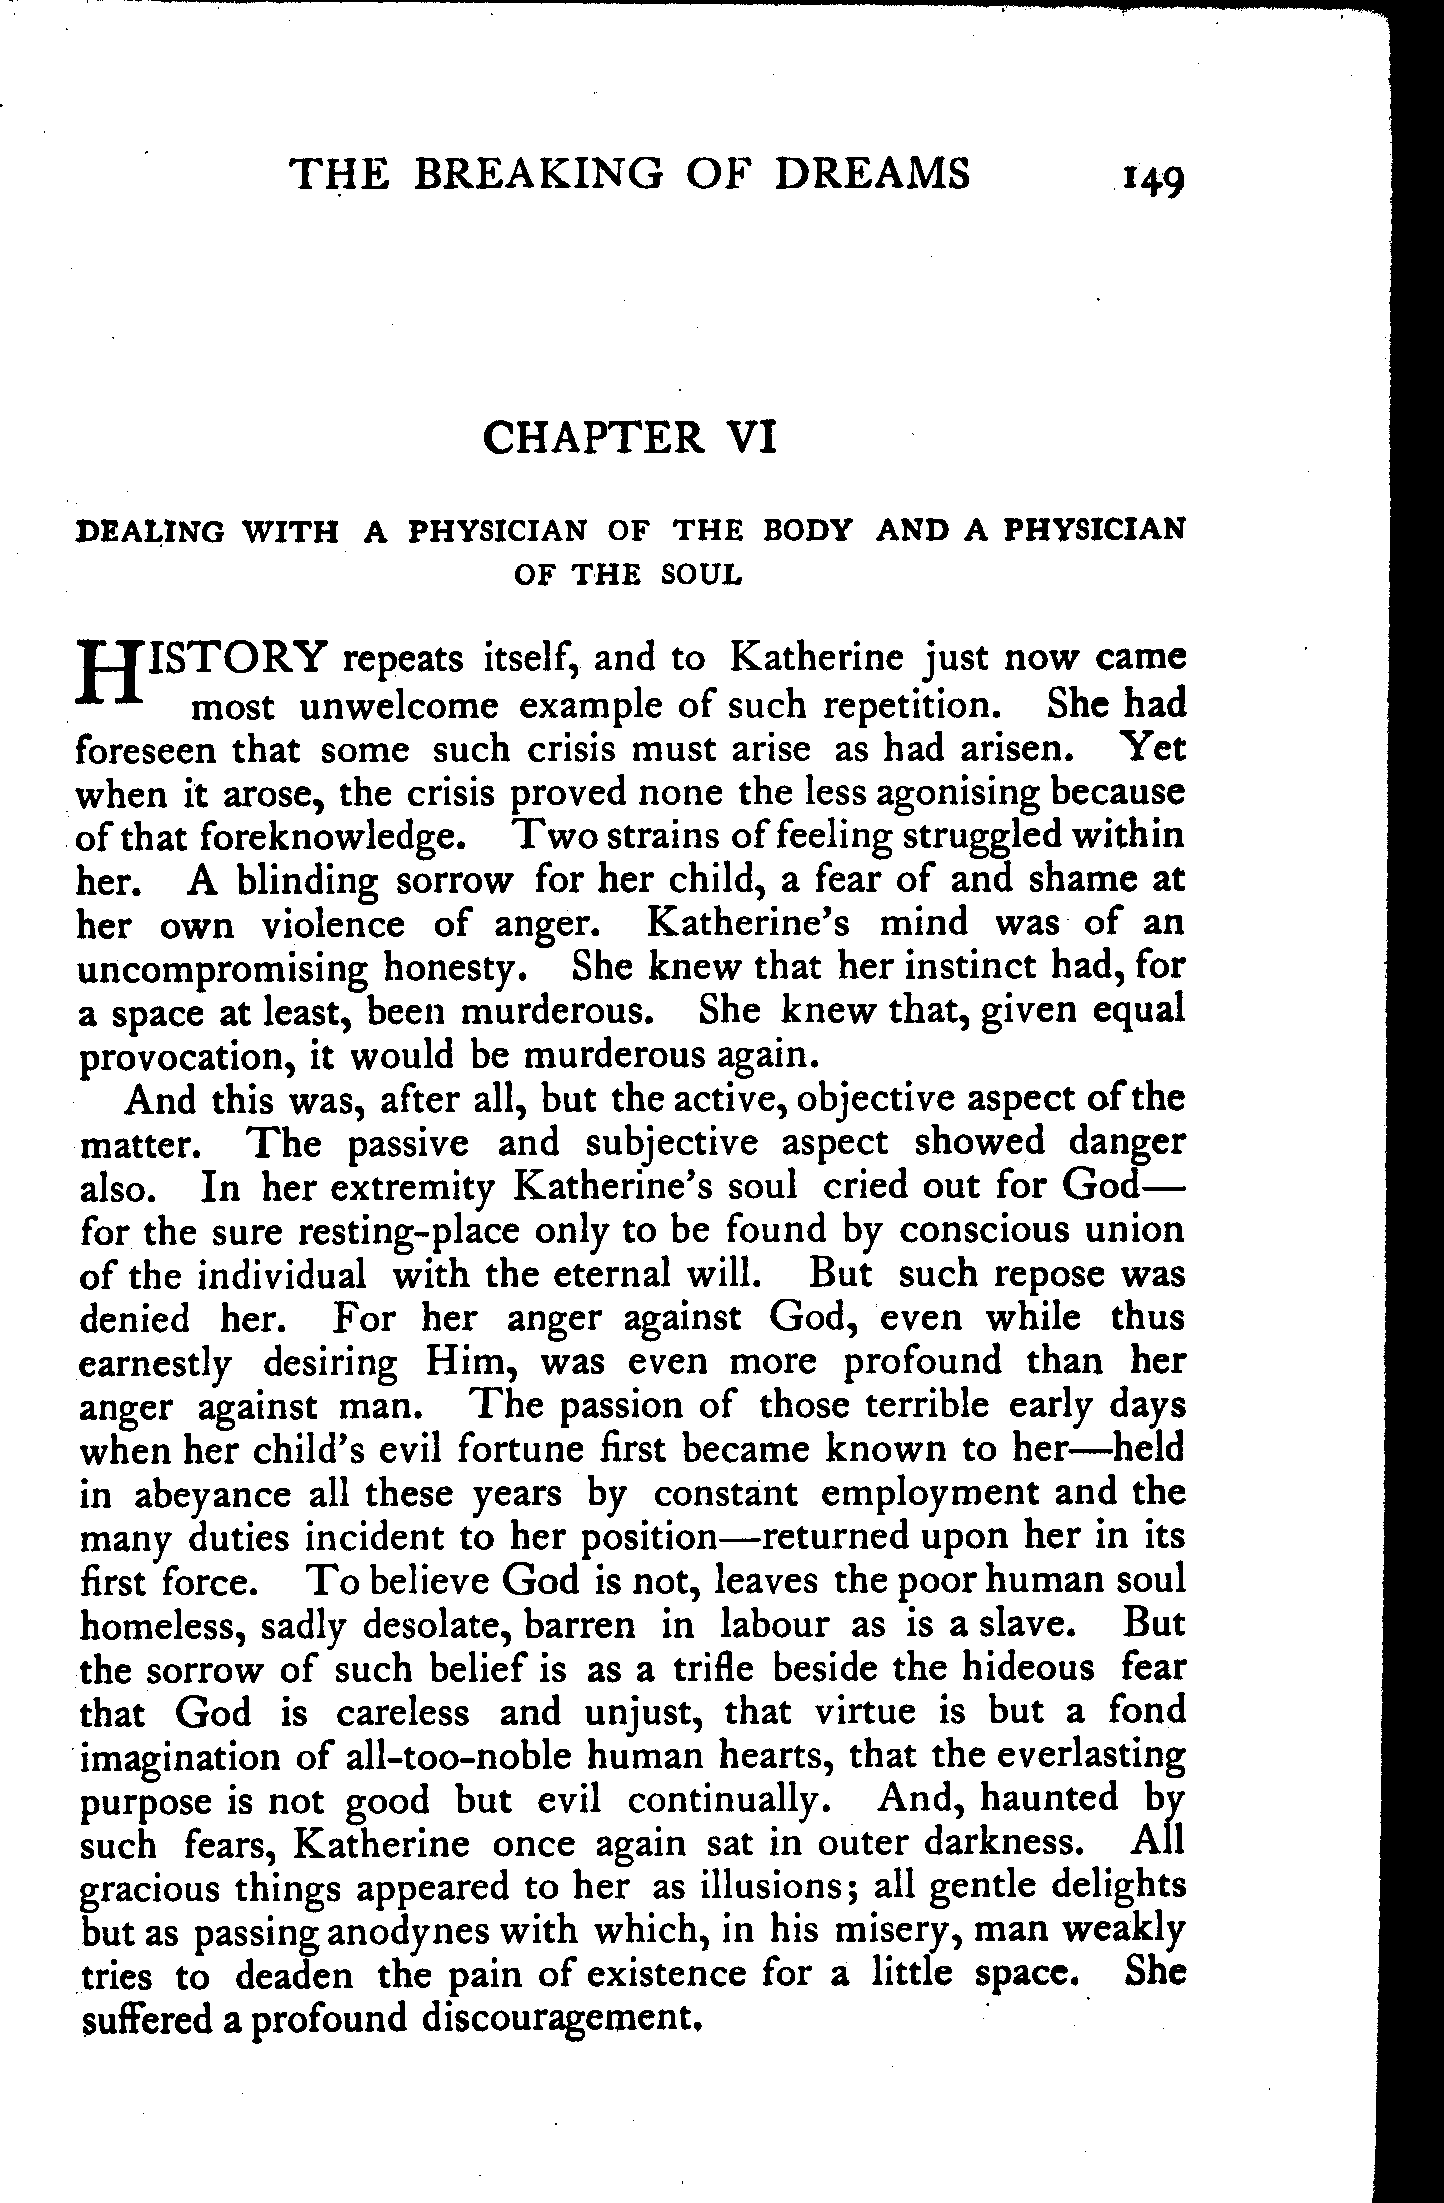 THE BREAKING OF DREAMS 149
CHAPTER VI
DEALING WITH A PHYSICIAN OF THE BODY AND A PHYSICIAN
OF THE SOUL
HISTORY repeats itself, and to Katherine just now came
most unwelcome example of such repetition. She had
foreseen that some such crisis must arise as had arisen. Yet
when it arose, the crisis proved none the less agonising because
of that foreknowledge. Two strains of feeling struggled within
her. A blinding sorrow for her child, a fear of and shame at
her own violence of anger. Katherine's mind was of an
uncompromising honesty. She knew that her instinct had, for
a space at least, been murderous. She knew that, given equal
provocation, it would be murderous again.
And this was, after all, but the active, objective aspect of the
matter. The passive and subjective aspect showed danger
also. In her extremity Katherine's soul cried out for God—
for the sure resting-place only to be found by conscious union
of the individual with the eternal will. But such repose was
denied her. For her anger against God, even while thus
earnestly desiring Him, was even more profound than her
anger against man. The passion of those terrible early days
when her child's evil fortune first became known to her—held
in abeyance all these years by constant employment and the
many duties incident to her position—returned upon her in its
first force. To believe God is not, leaves the poor human soul
homeless, sadly desolate, barren in labour as is a slave. But
the sorrow of such belief is as a trifle beside the hideous fear
that God is careless and unjust, that virtue is but a fond
imagination of all-too-noble human hearts, that the everlasting
purpose is not good but evil continually. And, haunted by
such fears, Katherine once again sat in outer darkness. All
gracious things appeared to her as illusions; all gentle delights
but as passing anodynes with which, in his misery, man weakly
tries to deaden the pain of existence for a little space. She
suffered a profound discouragement.